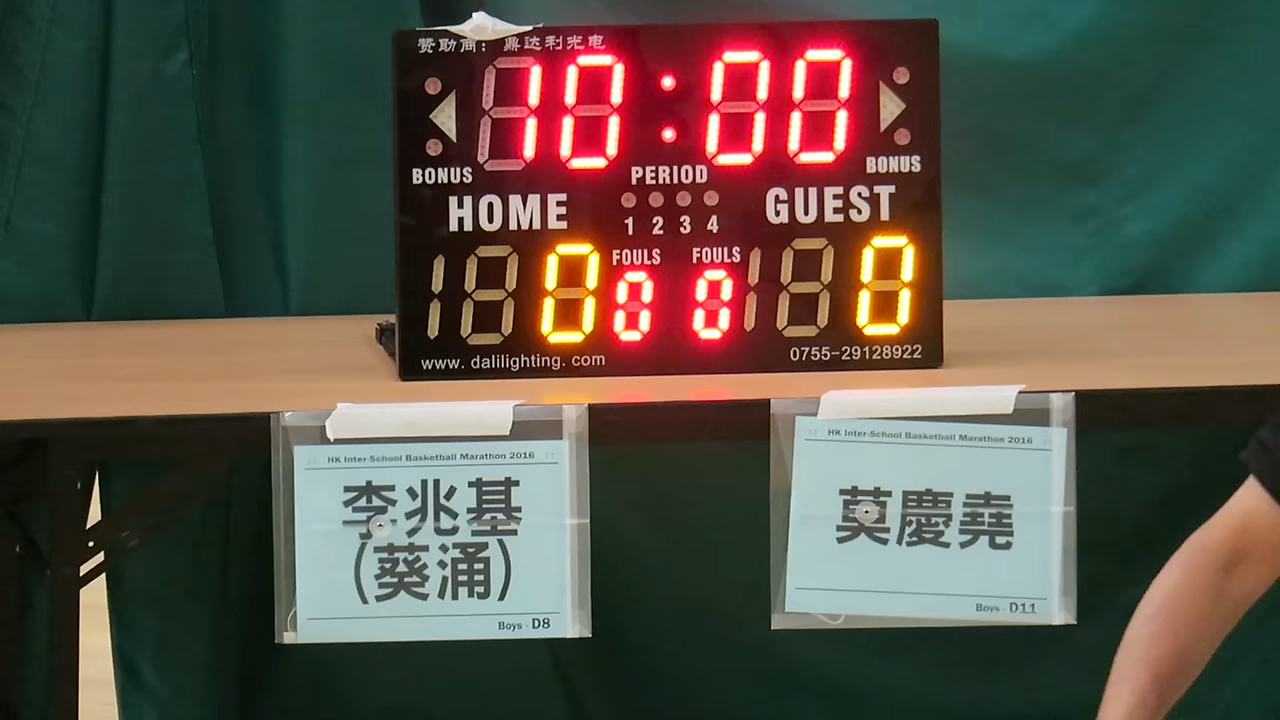 赞助商：鼎达利光电
10:00
BONUS
PERIOD
BONUS
HOME
1 2 3 4
GUEST
FOULS
FOULS
0
0
0
0
www.dalilighting.com
0755-29128922
HK Inter-School Basketball Marathon 2016
李兆基
(葵涌)
Boys - D8
HK Inter-School Basketball Marathon 2016
莫慶堯
Boys - D11